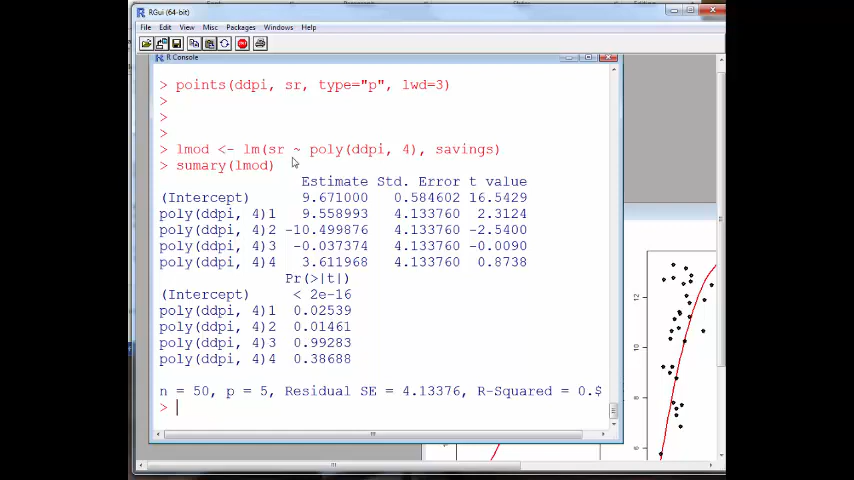 RGui (64-bit)
File Edit View Misc Packages Windows Help
R Console
> points(ddpi, sr, type="p", lwd=3)
>
>
>
> lmod <- lm(sr ~ poly(ddpi, 4), savings)
> sumary(lmod)
Estimate Std. Error t value
(Intercept) 9.671000 0.584602 16.5429
poly(ddpi, 4)1 9.558993 4.133760 2.3124
poly(ddpi, 4)2 -10.499876 4.133760 -2.5400
poly(ddpi, 4)3 -0.037374 4.133760 -0.0090
poly(ddpi, 4)4 3.611968 4.133760 0.8738
Pr(>|t|)
(Intercept) < 2e-16
poly(ddpi, 4)1 0.02539
poly(ddpi, 4)2 0.01461
poly(ddpi, 4)3 0.99283
poly(ddpi, 4)4 0.38688
n = 50, p = 5, Residual SE = 4.13376, R-Squared = 0.$
>
12
10
8
6